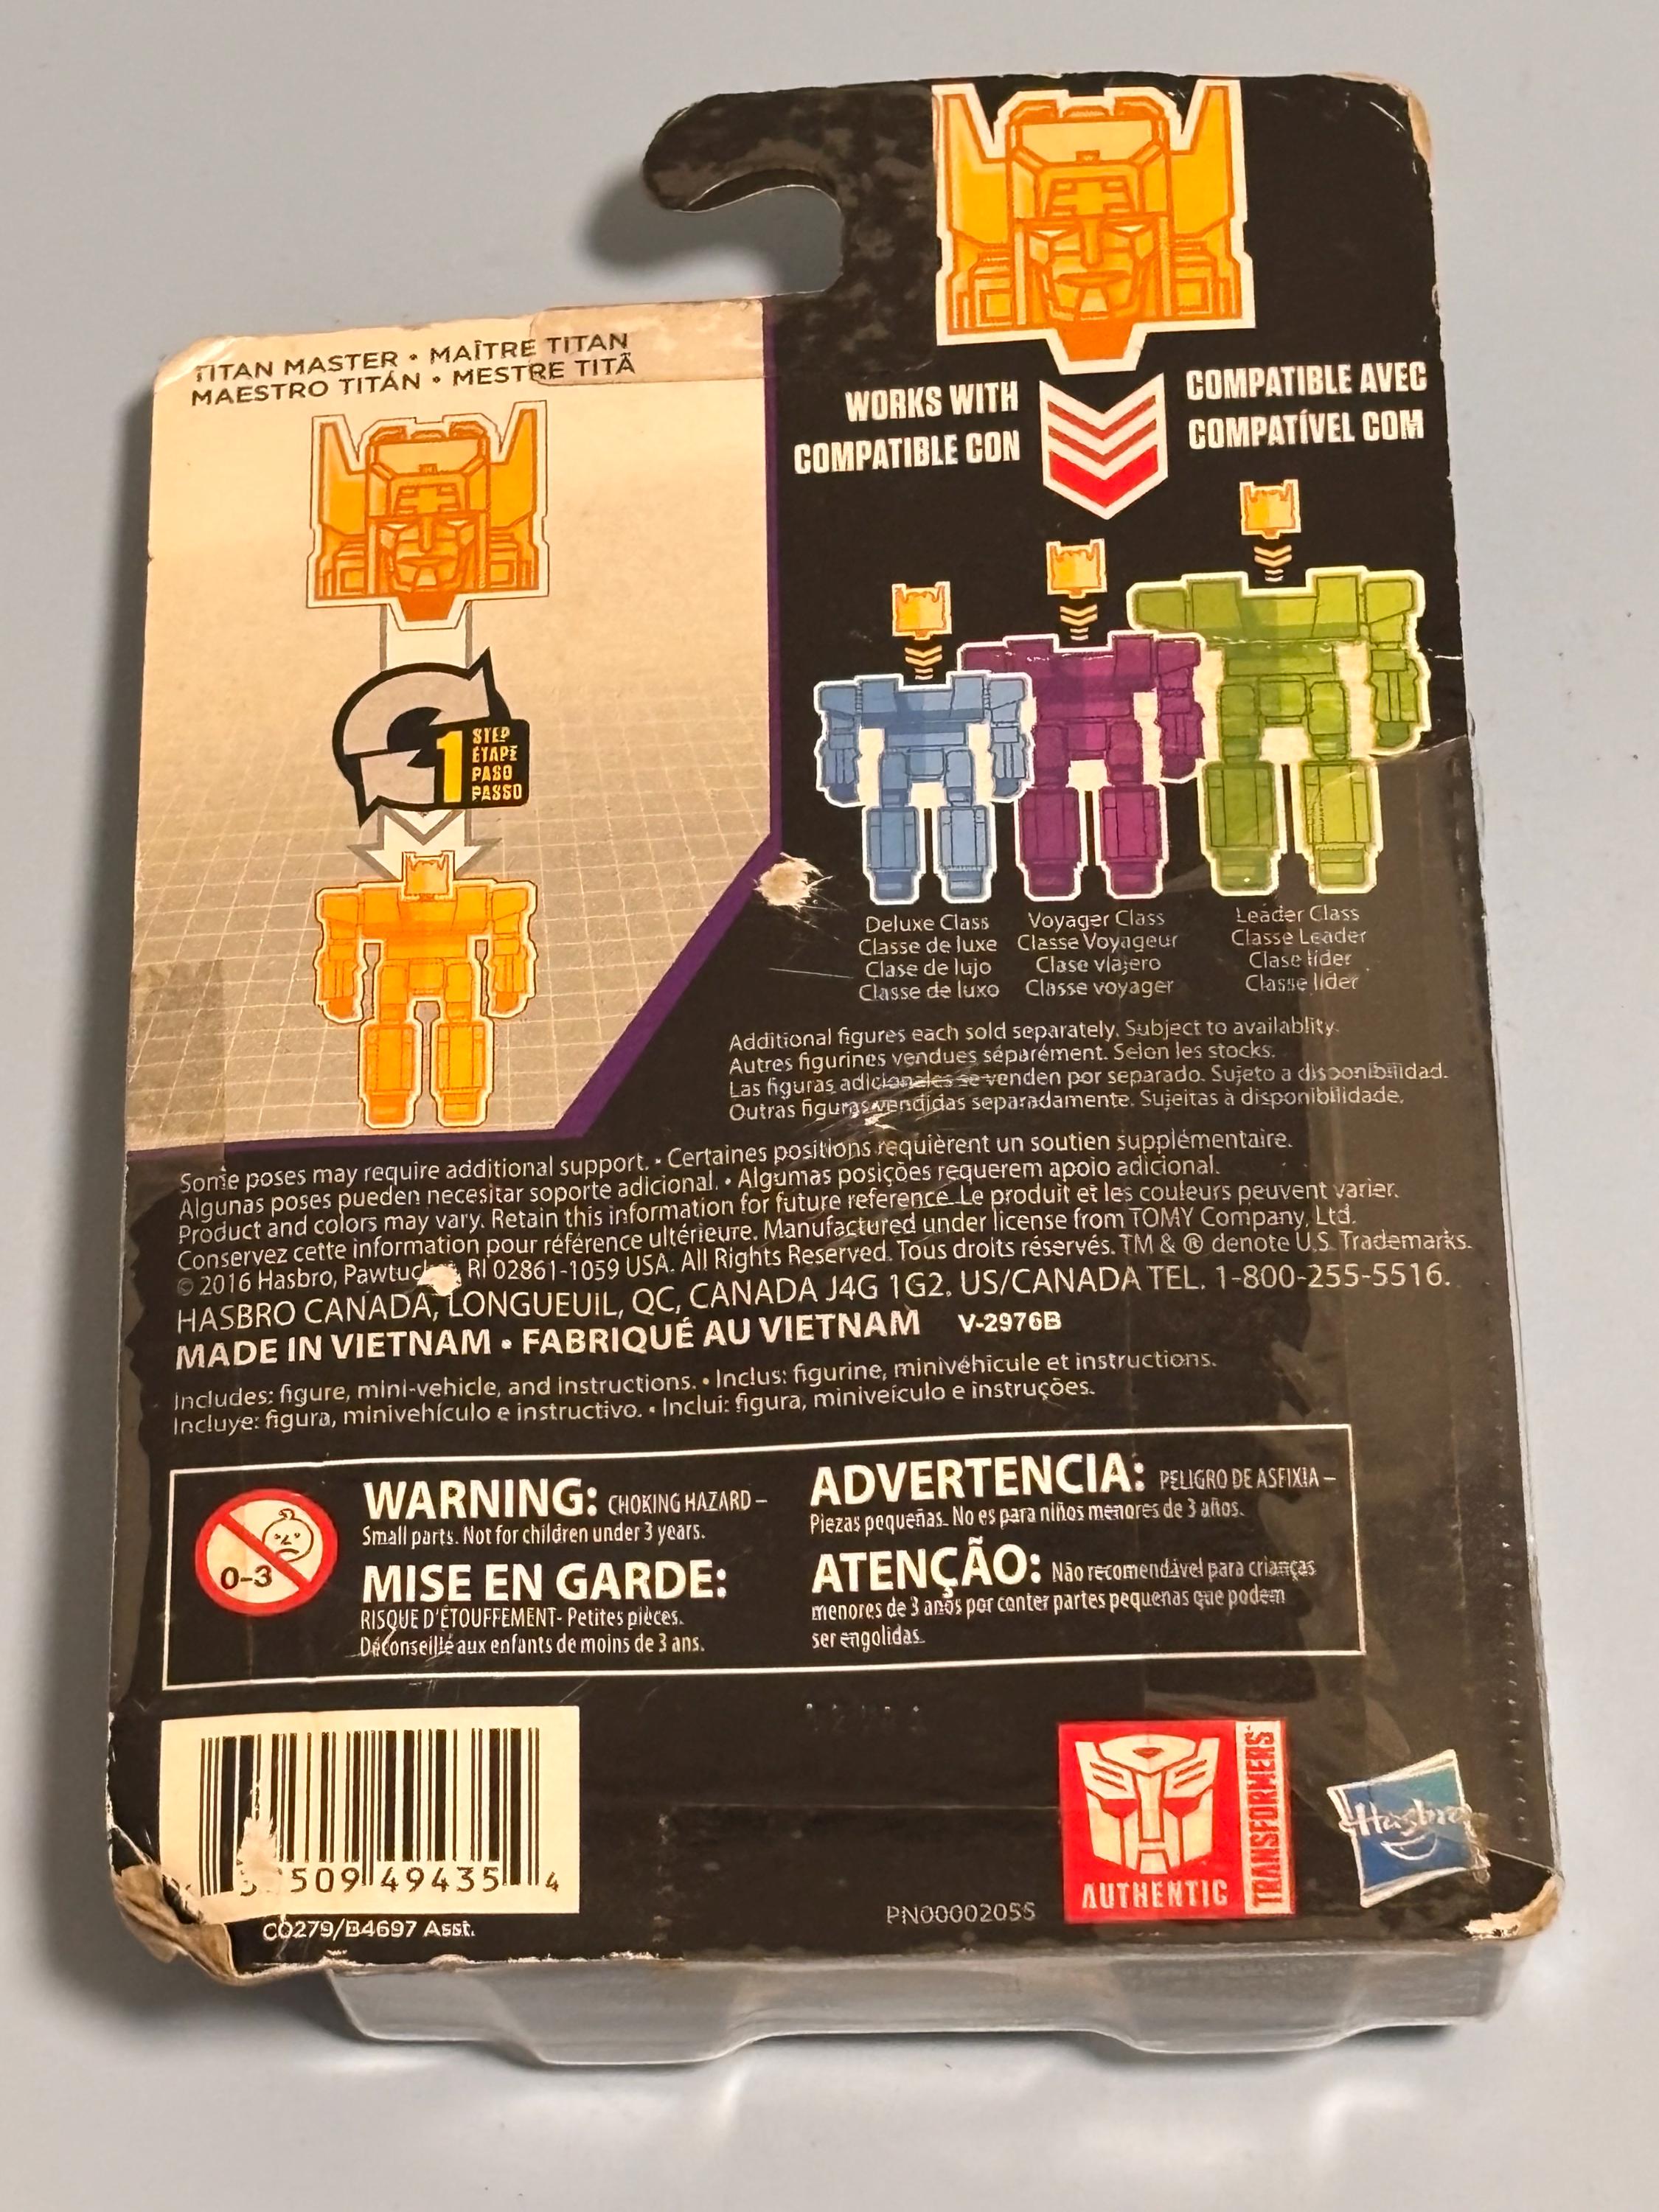 TITAN MASTER • MAÎTRE TITAN
MAESTRO TITÁN • MESTRE TITÃ
1
STEP
ÉTAPE
PASO
PASSO
WORKS WITH
COMPATIBLE CON
COMPATIBLE AVEC
COMPATÍVEL COM
Deluxe Class
Classe de luxe
Clase de lujo
Classe de luxo
Voyager Class
Classe Voyageur
Clase viajero
Classe voyager
Leader Class
Classe Leader
Clase líder
Classe líder
Additional figures each sold separately. Subject to availablity.
Autres figurines vendues séparément. Selon les stocks.
Las figuras adicionales se venden por separado. Sujeto a disponibilidad.
Outras figuras vendidas separadamente. Sujeitas à disponibilidade.
Some poses may require additional support. • Certaines positions requièrent un soutien supplémentaire.
Algunas poses pueden necesitar soporte adicional. • Algumas posições requerem apoio adicional.
Product and colors may vary. Retain this information for future reference. Le produit et les couleurs peuvent varier.
Conservez cette information pour référence ultérieure. Manufactured under license from TOMY Company, Ltd.
© 2016 Hasbro, Pawtucket, RI 02861-1059 USA. All Rights Reserved. Tous droits réservés. TM & ® denote U.S. Trademarks.
HASBRO CANADA, LONGUEUIL, QC, CANADA J4G 1G2. US/CANADA TEL. 1-800-255-5516.
MADE IN VIETNAM • FABRIQUÉ AU VIETNAM V-2976B
Includes: figure, mini-vehicle, and instructions. • Inclus: figurine, minivéhicule et instructions.
Incluye: figura, minivehículo e instructivo. • Inclui: figura, miniveículo e instruções.
0-3
WARNING: CHOKING HAZARD –
Small parts. Not for children under 3 years.
MISE EN GARDE:
RISQUE D'ÉTOUFFEMENT- Petites pièces.
Déconseillé aux enfants de moins de 3 ans.
ADVERTENCIA: PELIGRO DE ASFIXIA –
Piezas pequeñas. No es para niños menores de 3 años.
ATENÇÃO: Não recomendável para crianças
menores de 3 anos por conter partes pequenas que podem
ser engolidas.
509 49435 4
C0279/B4697 Asst.
PN00002055
AUTHENTIC
TRANSFORMERS
Hasbro